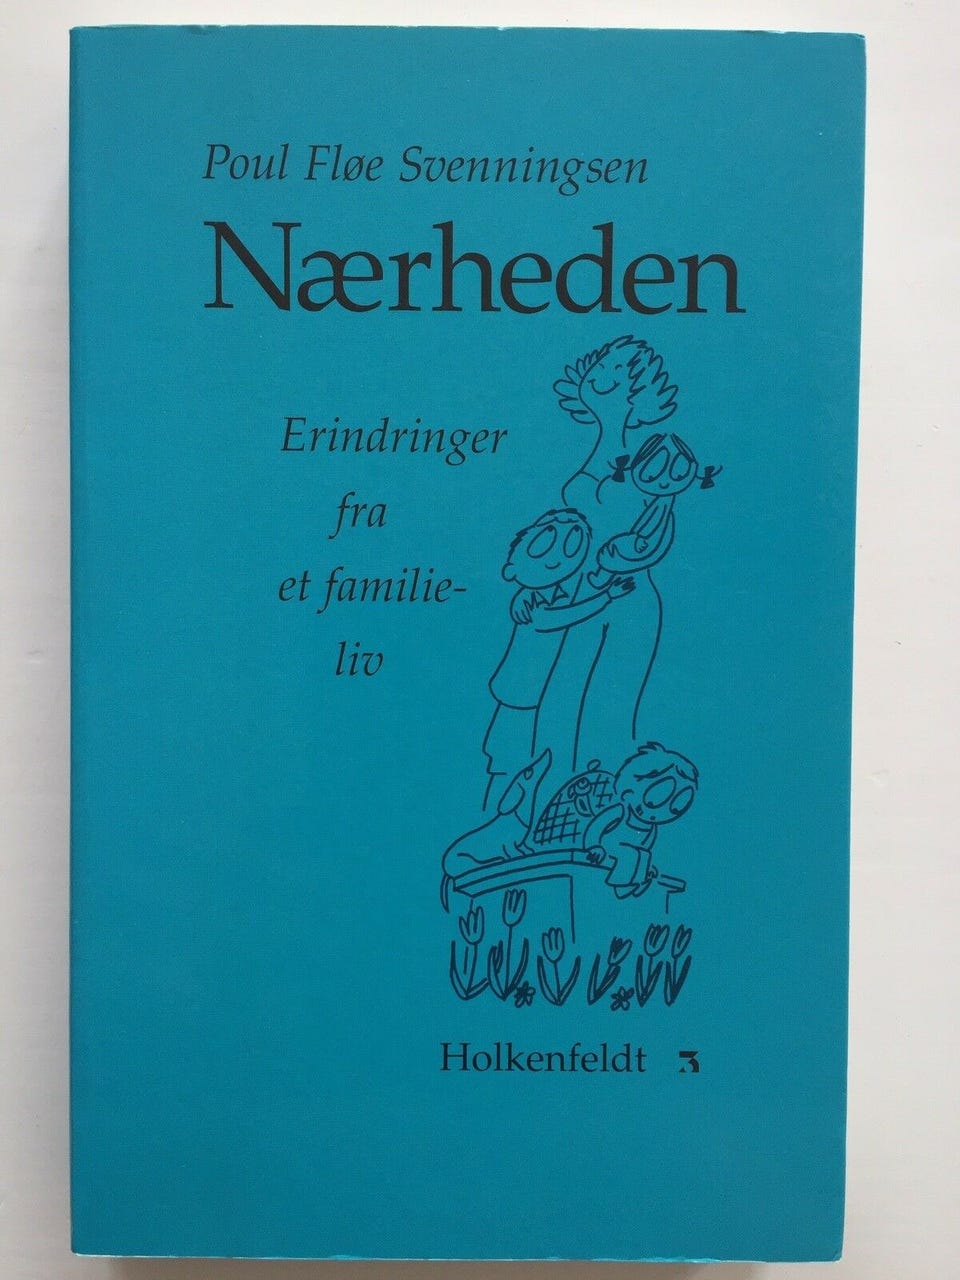 Poul Fløe Svenningsen
Nærheden
Erindringer
fra
et familie-
liv
Holkenfeldt 3